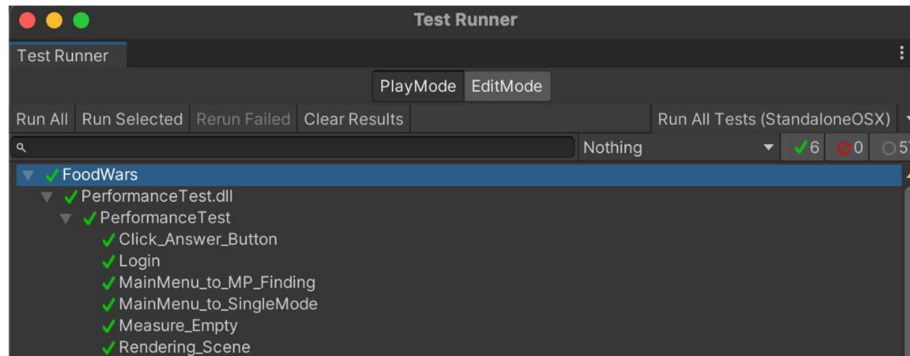 Test Runner
Test Runner
PlayMode EditMode
Run All Run Selected Rerun Failed Clear Results Run All Tests (StandaloneOSX)
Nothing 6 0
FoodWars
PerformanceTest.dll
PerformanceTest
Click_Answer_Button
Login
MainMenu_to_MP_Finding
MainMenu_to_SingleMode
Measure_Empty
Rendering_Scene